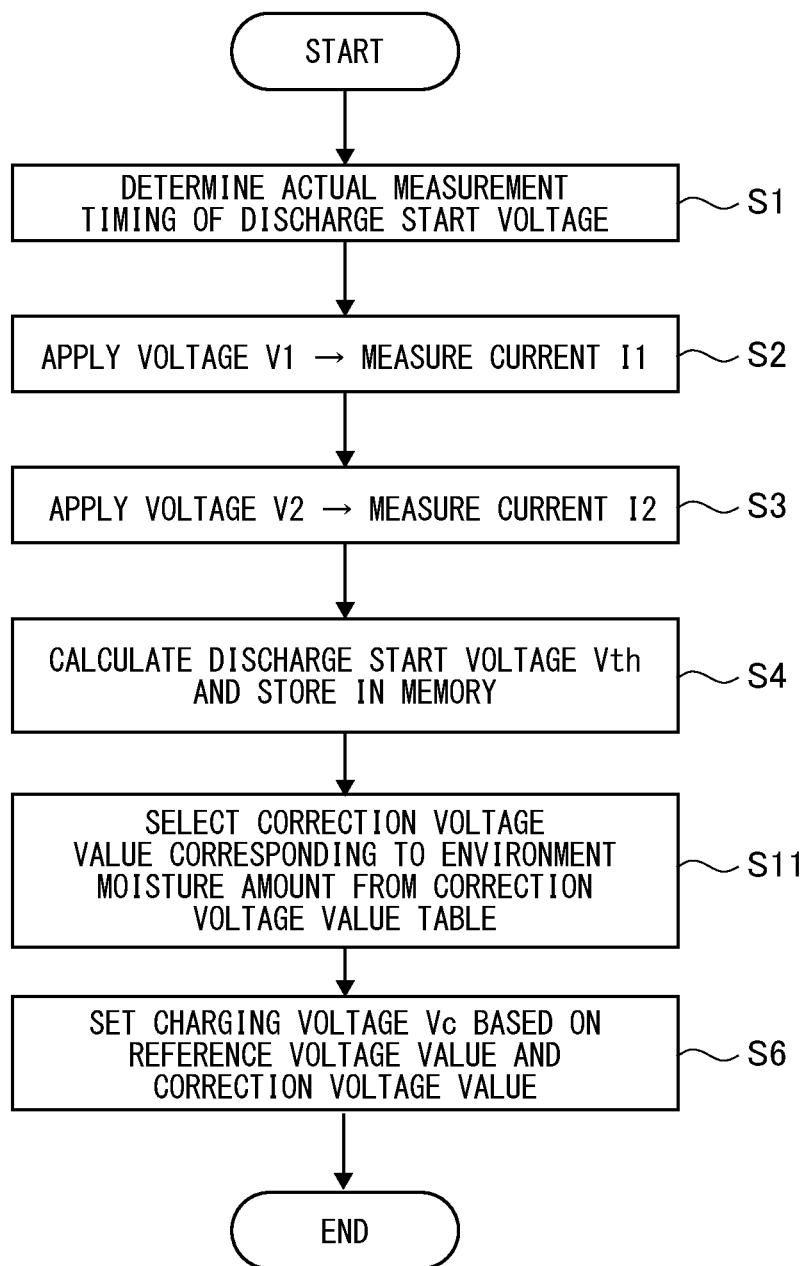 START
DETERMINE ACTUAL MEASUREMENT
TIMING OF DISCHARGE START VOLTAGE
S1
APPLY VOLTAGE V1 → MEASURE CURRENT I1
S2
APPLY VOLTAGE V2 → MEASURE CURRENT I2
S3
CALCULATE DISCHARGE START VOLTAGE Vth
AND STORE IN MEMORY
S4
SELECT CORRECTION VOLTAGE
VALUE CORRESPONDING TO ENVIRONMENT
MOISTURE AMOUNT FROM CORRECTION
VOLTAGE VALUE TABLE
S11
SET CHARGING VOLTAGE Vc BASED ON
REFERENCE VOLTAGE VALUE AND
CORRECTION VOLTAGE VALUE
S6
END